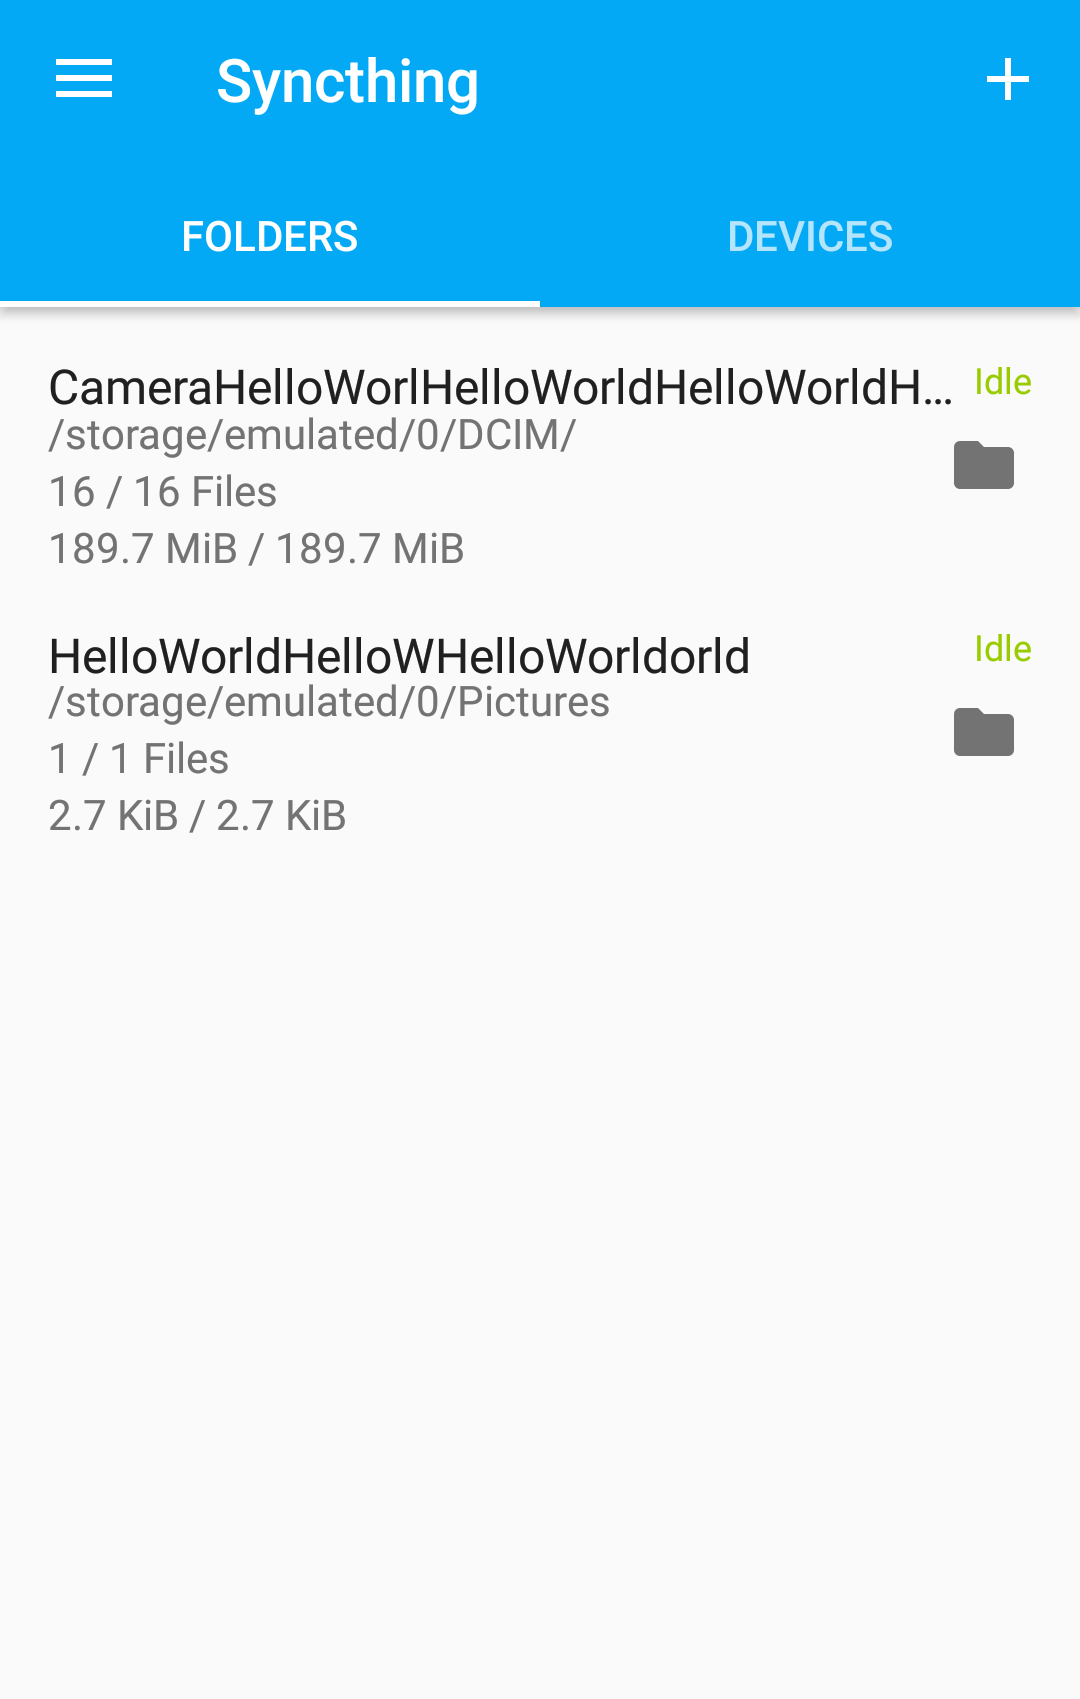 Syncthing
FOLDERS
DEVICES
CameraHelloWorlHelloWorldHelloWorldH...
Idle
/storage/emulated/0/DCIM/
16 / 16 Files
189.7 MiB / 189.7 MiB
HelloWorldHelloWHelloWorldorld
Idle
/storage/emulated/0/Pictures
1 / 1 Files
2.7 KiB / 2.7 KiB